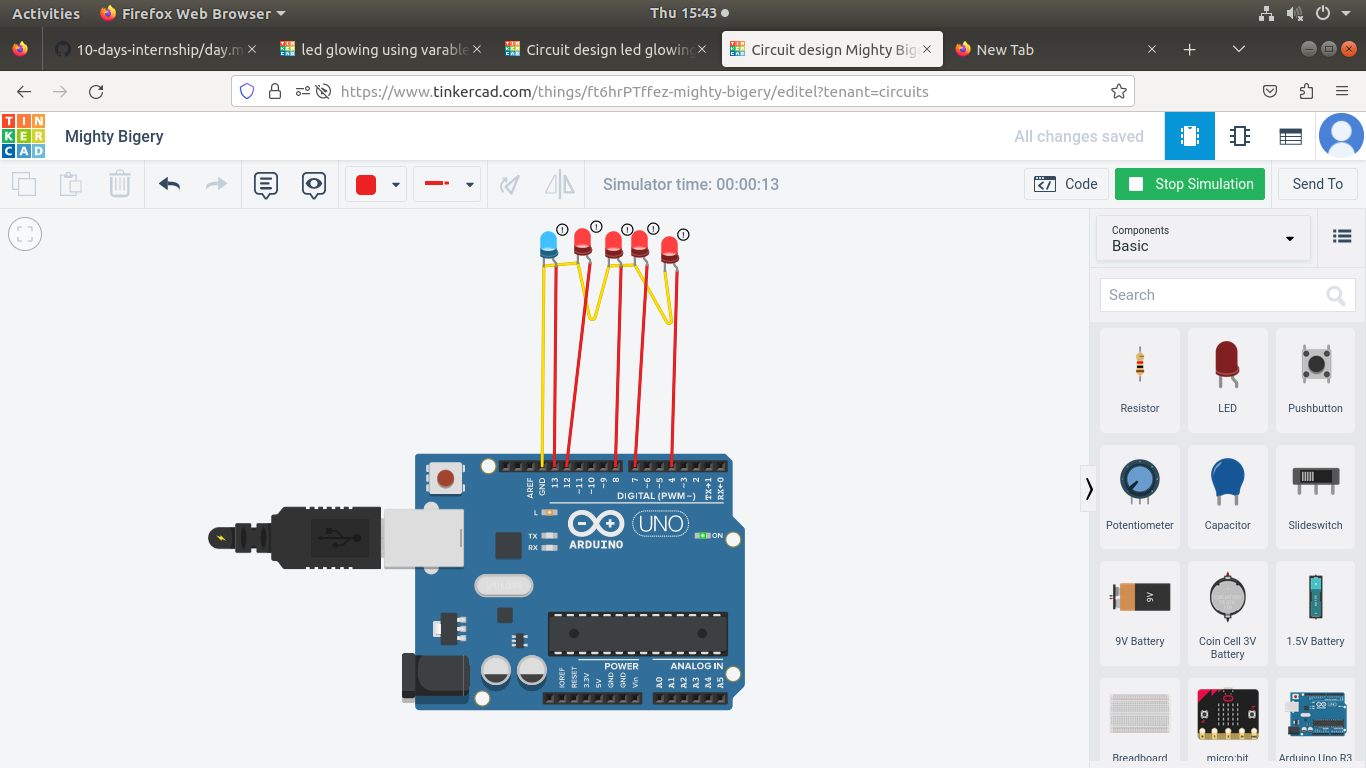 Activities Firefox Web Browser Thu 15:43
10-days-internship/day.m led glowing using varable Circuit design led glowing Circuit design Mighty Big New Tab
https://www.tinkercad.com/things/ft6hrPTffez-mighty-bigery/editel?tenant=circuits
TIN
KER
CAD
Mighty Bigery
All changes saved
Simulator time: 00:00:13
Code
Stop Simulation
Send To
Components
Basic
Search
Resistor LED Pushbutton
Potentiometer Capacitor Slideswitch
9V
9V Battery Coin Cell 3V Battery 1.5V Battery
Breadboard micro:bit Arduino Uno R3
AREF GND 13 12 ~11 ~10 ~9 8 7 ~6 ~5 4 ~3 2 TX→1 RX←0
DIGITAL (PWM~)
L
TX
RX
UNO
ARDUINO
ON
POWER
ANALOG IN
IOREF RESET 3.3V 5V GND GND Vin A0 A1 A2 A3 A4 A5